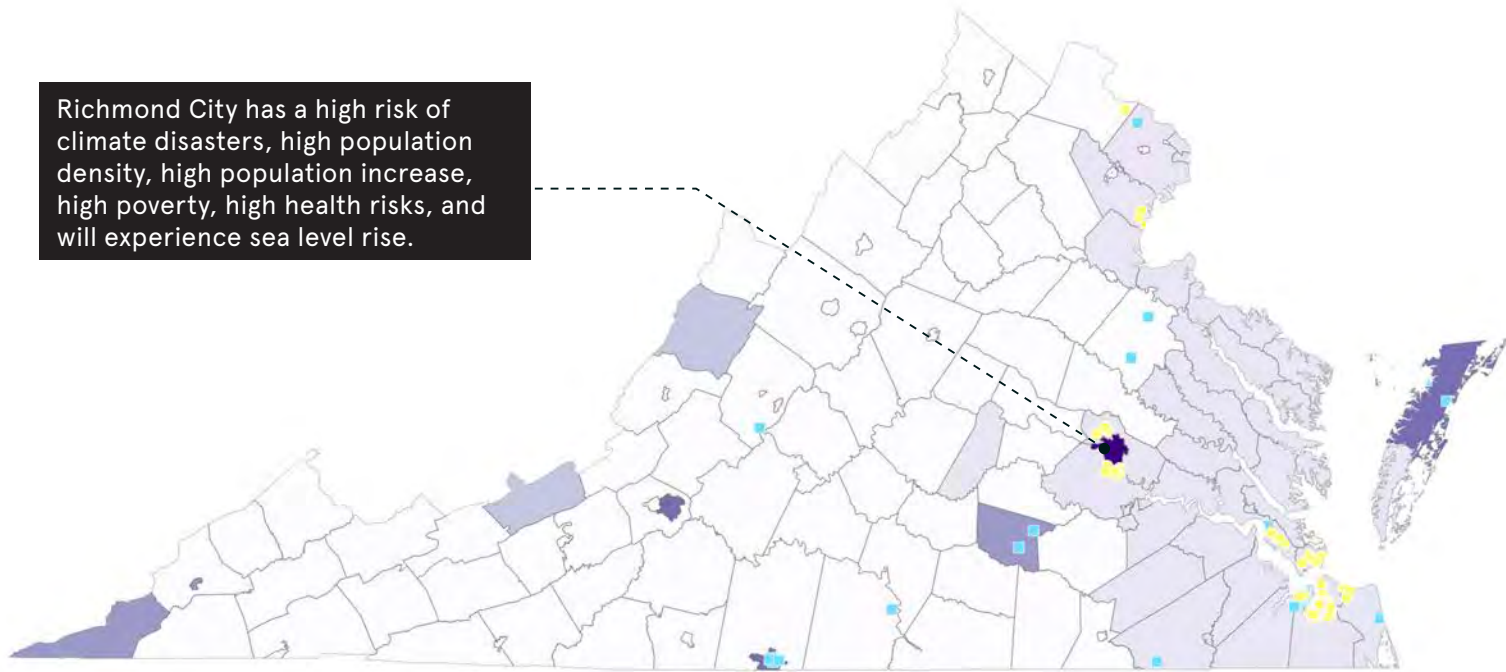 Richmond City has a high risk of
climate disasters, high population
density, high population increase,
high poverty, high health risks, and
will experience sea level rise.